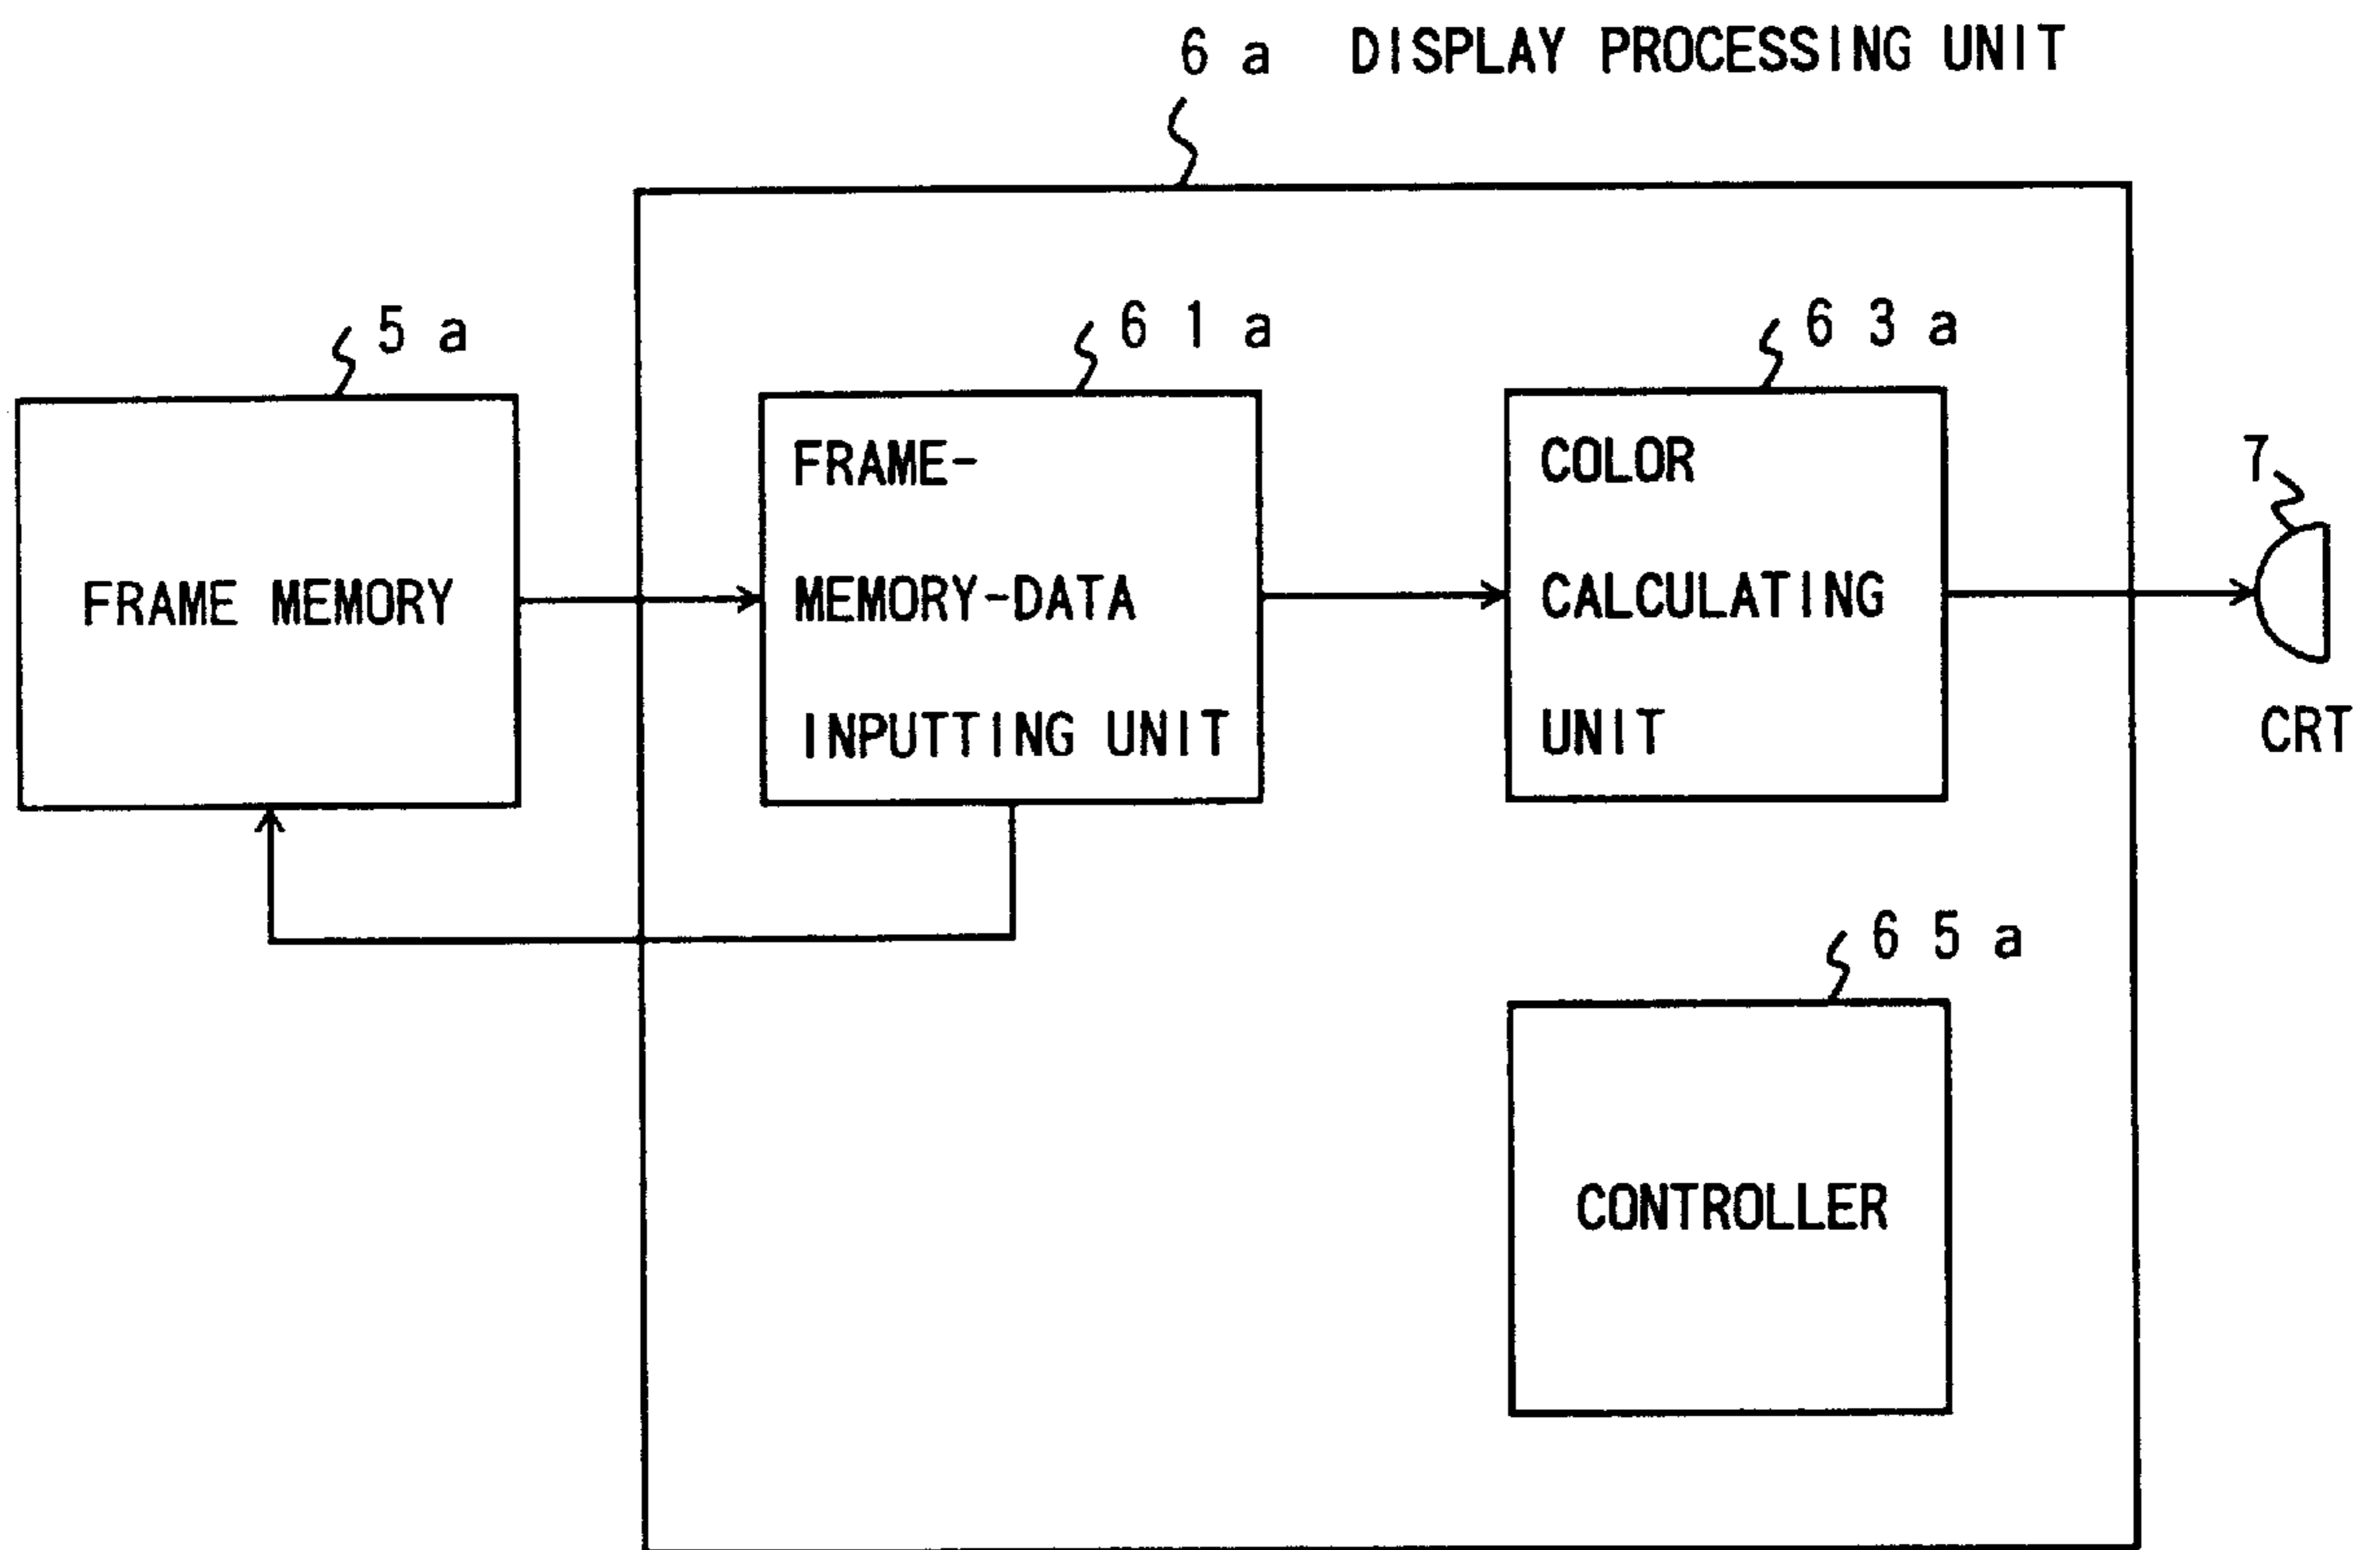 6 a DISPLAY PROCESSING UNIT
5 a
6 1 a
6 3 a
7
FRAME MEMORY
FRAME-
MEMORY-DATA
INPUTTING UNIT
COLOR
CALCULATING
UNIT
CRT
6 5 a
CONTROLLER